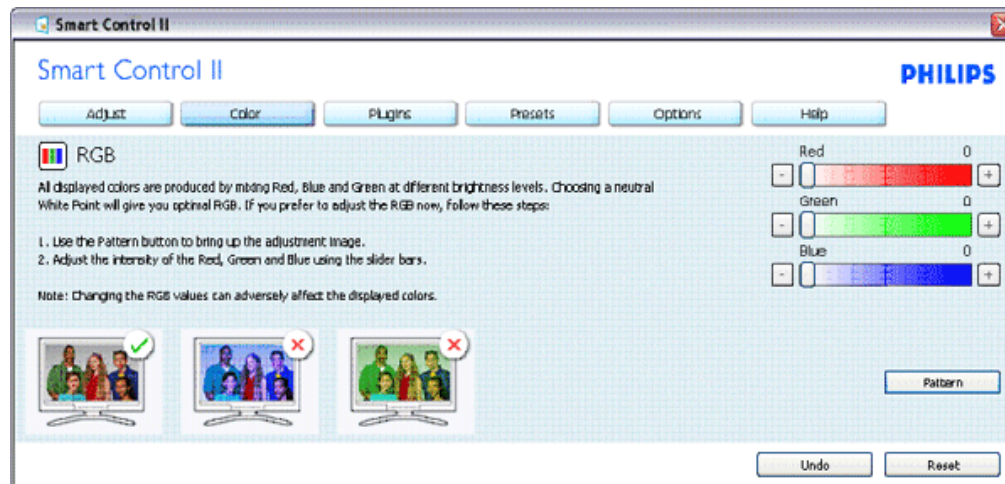 Smart Control II
Smart Control II
PHILIPS
Adjust Color Plugins Presets Options Help
RGB
All displayed colors are produced by mixing Red, Blue and Green at different brightness levels. Choosing a neutral
White Point will give you optimal RGB. If you prefer to adjust the RGB now, follow these steps:
1. Use the Pattern button to bring up the adjustment image.
2. Adjust the intensity of the Red, Green and Blue using the slider bars.
Note: Changing the RGB values can adversely affect the displayed colors.
Red 0
- +
Green 0
- +
Blue 0
- +
Pattern
Undo Reset